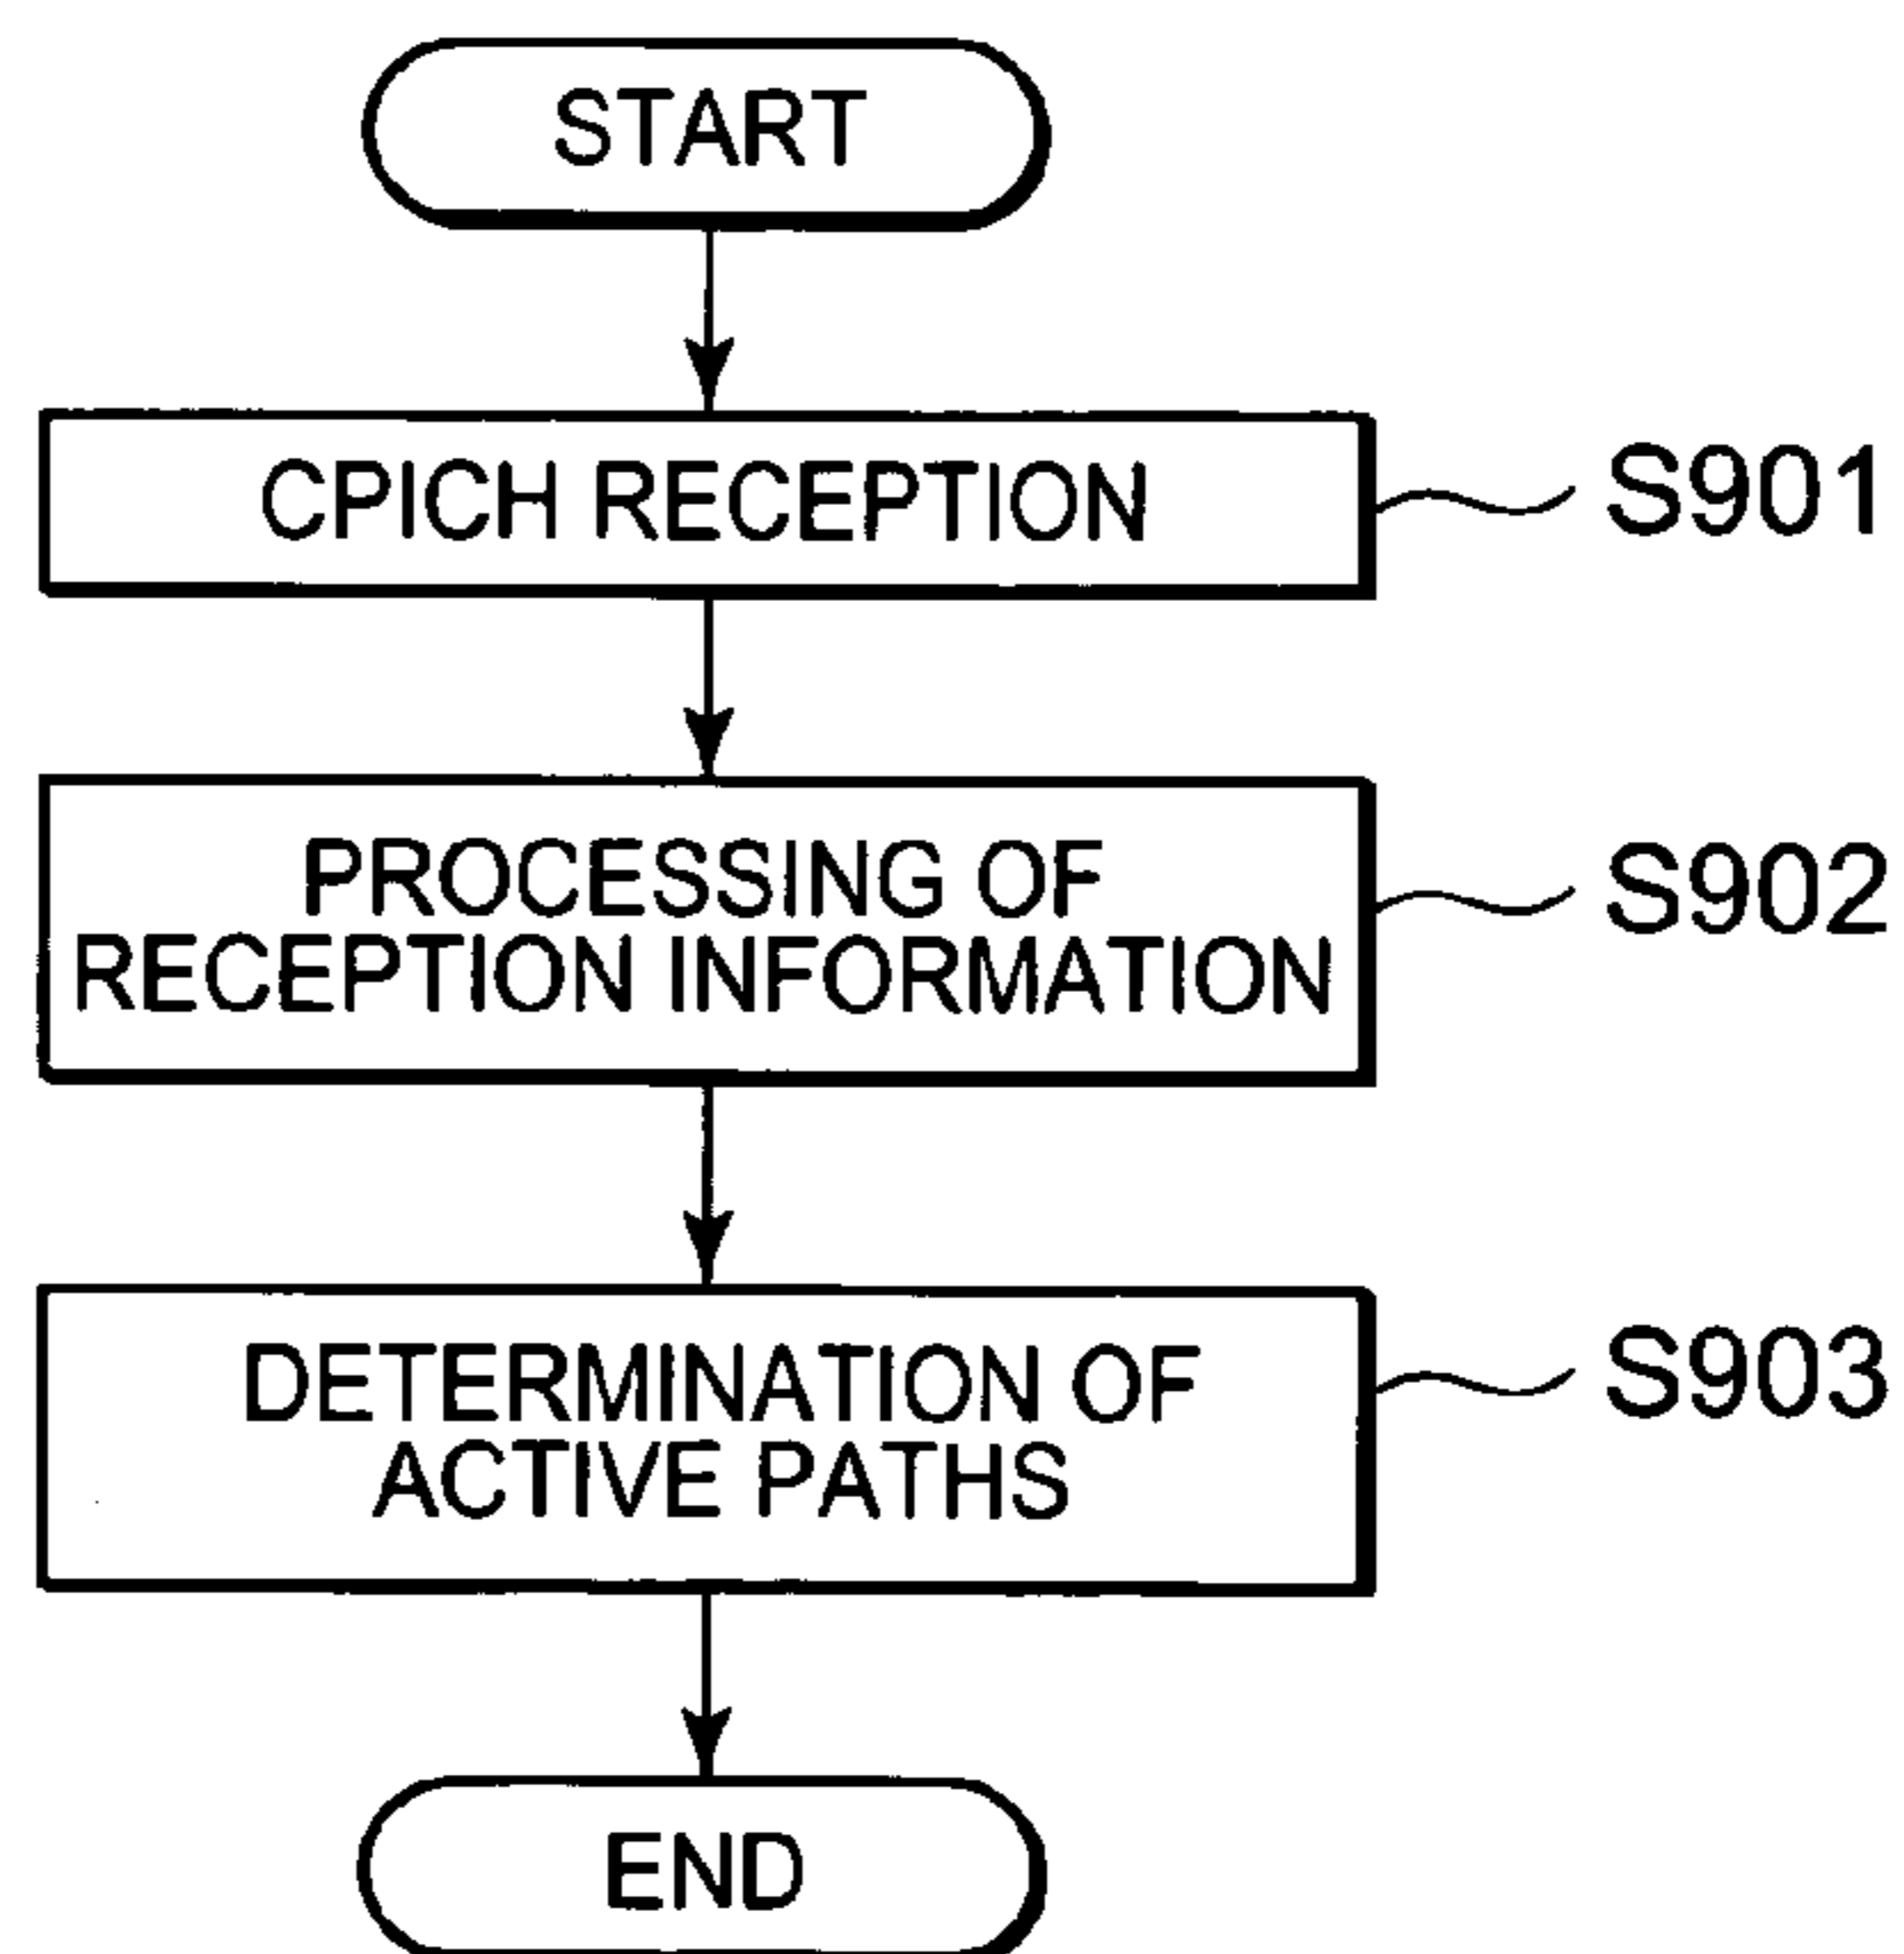 START
CPICH RECEPTION
S901
PROCESSING OF
RECEPTION INFORMATION
S902
DETERMINATION OF
ACTIVE PATHS
S903
END